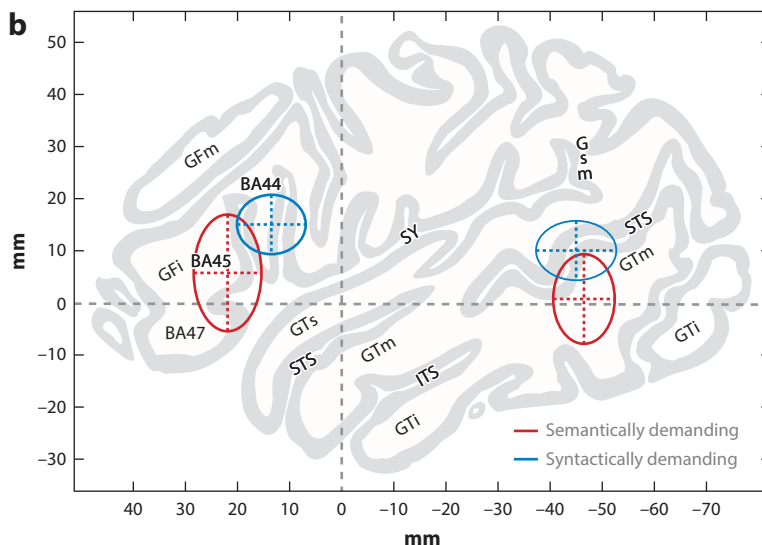 b
50
40
30
20
10
0
−10
−20
−30
mm
GFm
BA44
GFi
BA45
BA47
SY
G
s
m
STS
GTm
GTs
STS
GTm
ITS
GTi
GTi
Semantically demanding
Syntactically demanding
40
30
20
10
0
−10
−20
−30
−40
−50
−60
−70
mm